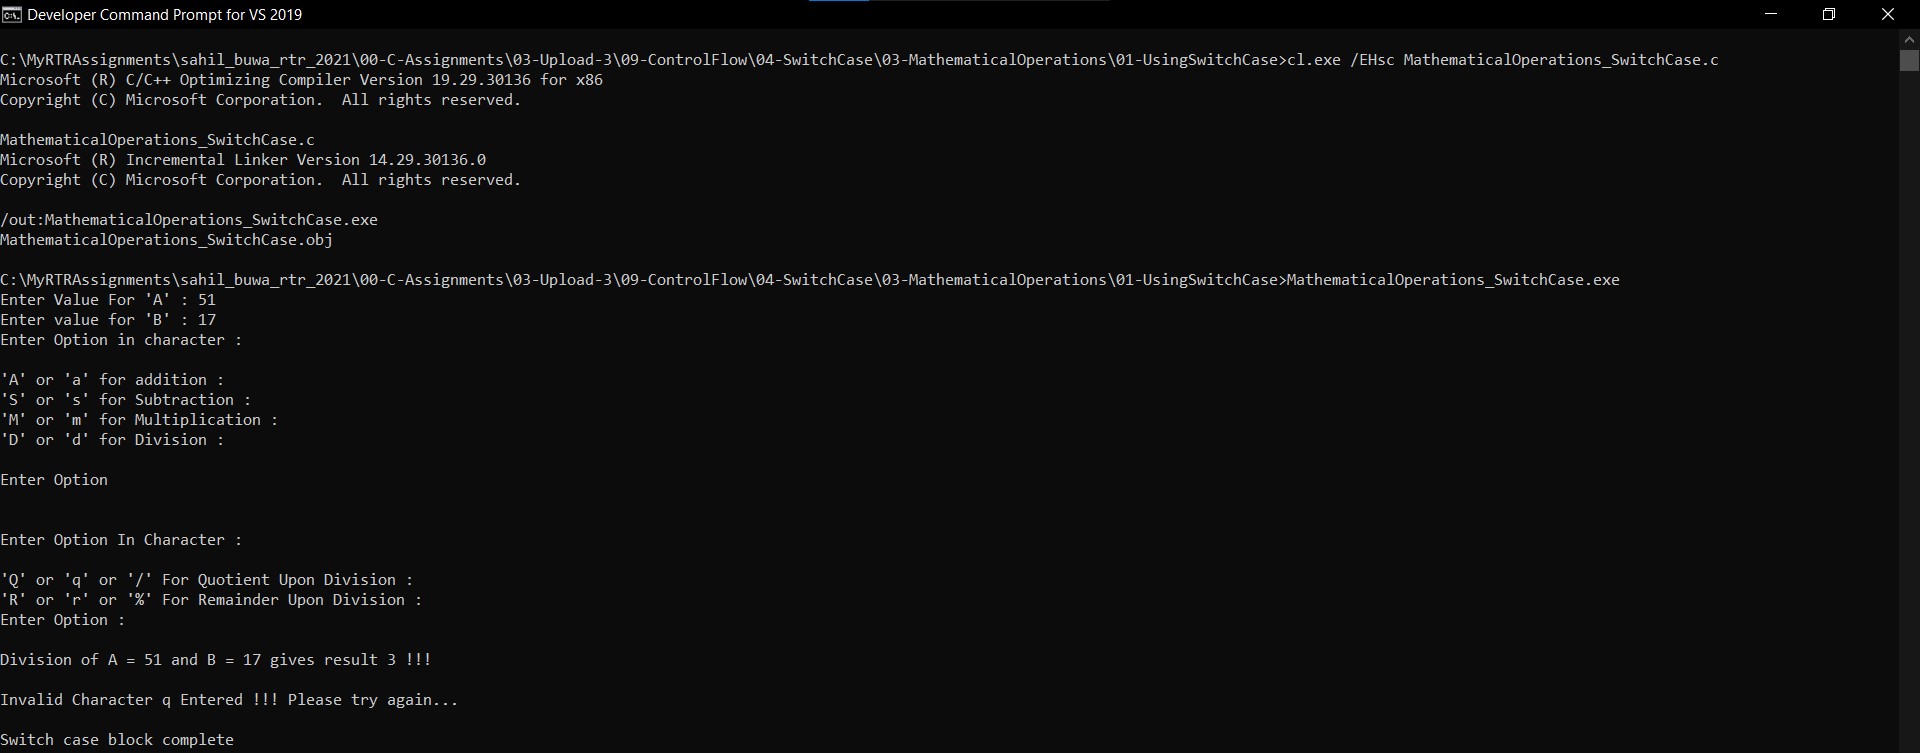 Developer Command Prompt for VS 2019
C:\MyRTRAssignments\sahil_buwa_rtr_2021\00-C-Assignments\03-Upload-3\09-ControlFlow\04-SwitchCase\03-MathematicalOperations\01-UsingSwitchCase>cl.exe /EHsc MathematicalOperations_SwitchCase.c
Microsoft (R) C/C++ Optimizing Compiler Version 19.29.30136 for x86
Copyright (C) Microsoft Corporation.  All rights reserved.
MathematicalOperations_SwitchCase.c
Microsoft (R) Incremental Linker Version 14.29.30136.0
Copyright (C) Microsoft Corporation.  All rights reserved.
/out:MathematicalOperations_SwitchCase.exe
MathematicalOperations_SwitchCase.obj
C:\MyRTRAssignments\sahil_buwa_rtr_2021\00-C-Assignments\03-Upload-3\09-ControlFlow\04-SwitchCase\03-MathematicalOperations\01-UsingSwitchCase>MathematicalOperations_SwitchCase.exe
Enter Value For 'A' : 51
Enter value for 'B' : 17
Enter Option in character :
'A' or 'a' for addition :
'S' or 's' for Subtraction :
'M' or 'm' for Multiplication :
'D' or 'd' for Division :
Enter Option
Enter Option In Character :
'Q' or 'q' or '/' For Quotient Upon Division :
'R' or 'r' or '%' For Remainder Upon Division :
Enter Option :
Division of A = 51 and B = 17 gives result 3 !!!
Invalid Character q Entered !!! Please try again...
Switch case block complete